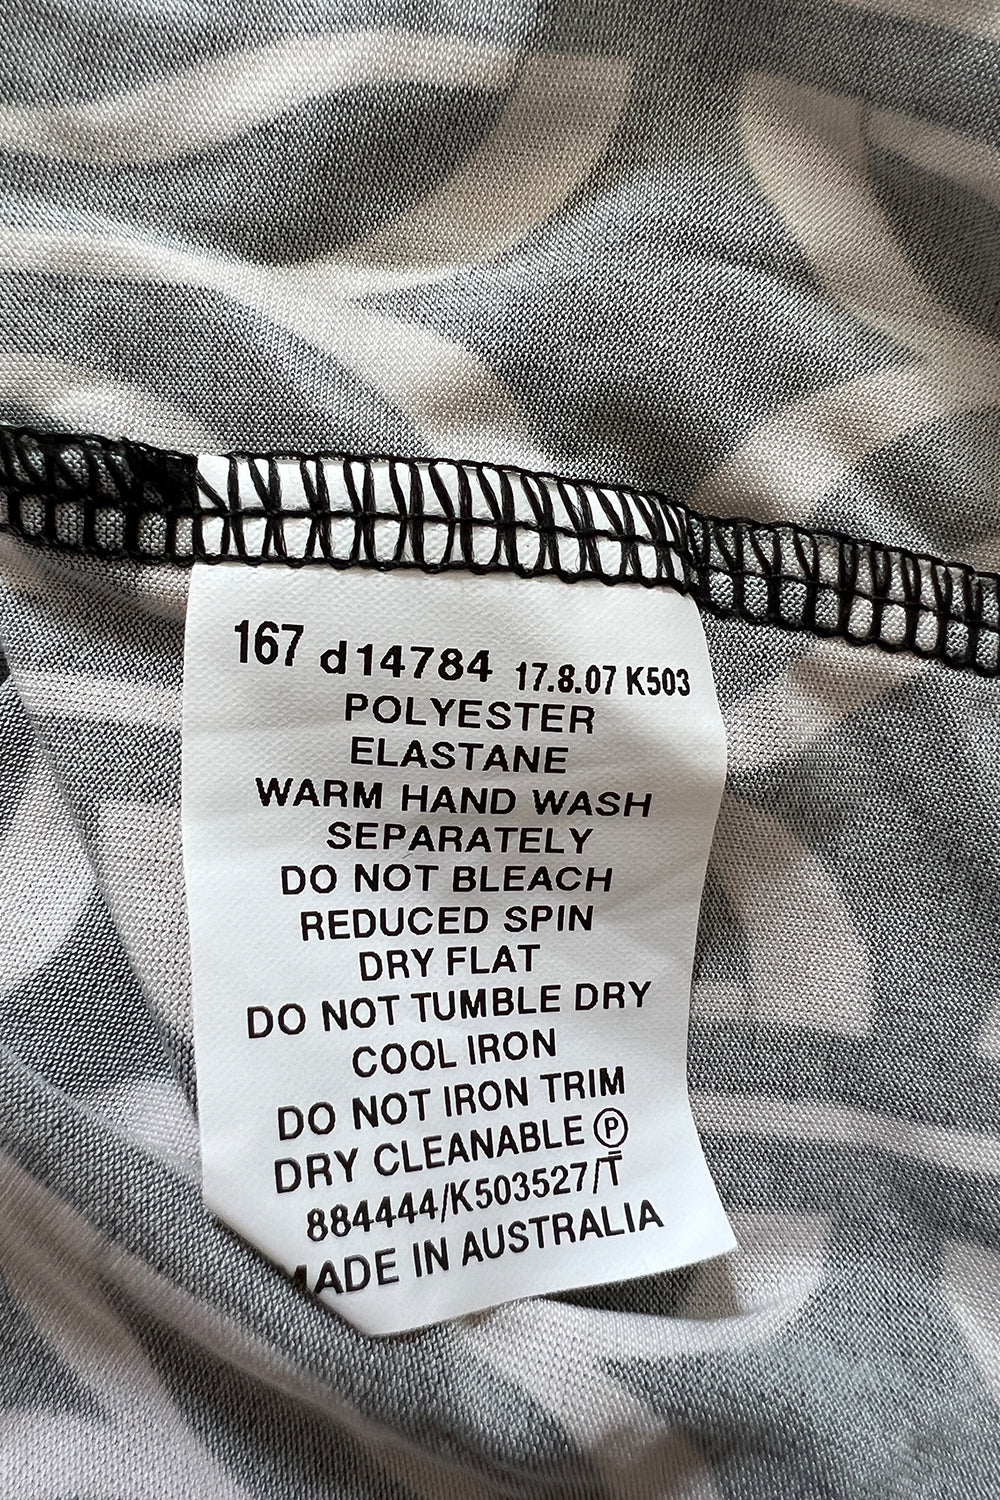 167 d14784 17.8.07 K503
POLYESTER
ELASTANE
WARM HAND WASH
SEPARATELY
DO NOT BLEACH
REDUCED SPIN
DRY FLAT
DO NOT TUMBLE DRY
COOL IRON
DO NOT IRON TRIM
DRY CLEANABLE Ⓟ
884444/K503527/T
MADE IN AUSTRALIA